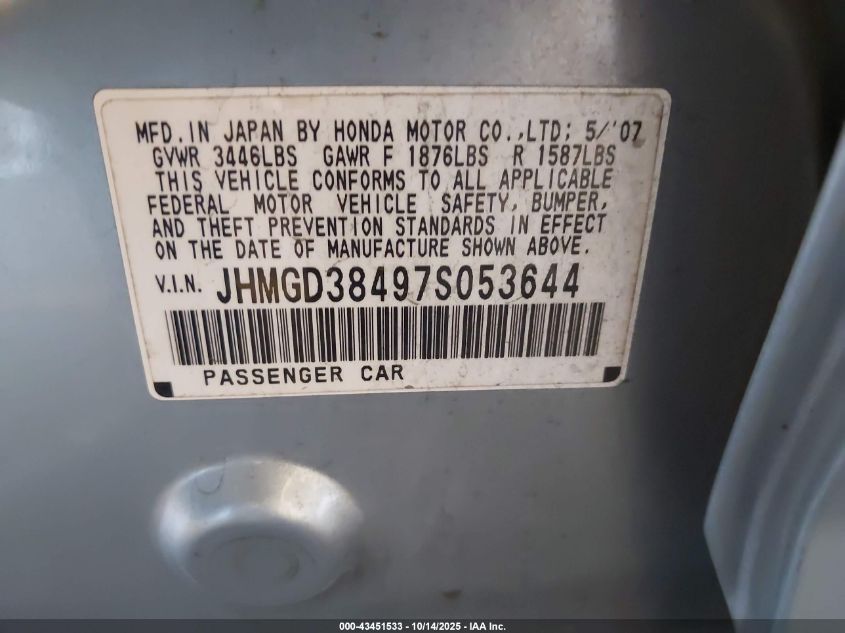 MFD. IN JAPAN BY HONDA MOTOR CO.,LTD; 5/'07
GVWR 3446LBS GAWR F 1876LBS R 1587LBS
THIS VEHICLE CONFORMS TO ALL APPLICABLE
FEDERAL MOTOR VEHICLE SAFETY, BUMPER,
AND THEFT PREVENTION STANDARDS IN EFFECT
ON THE DATE OF MANUFACTURE SHOWN ABOVE.
V.I.N. JHMGD38497S053644
PASSENGER CAR
000-43451533 - 10/14/2025 - IAA Inc.